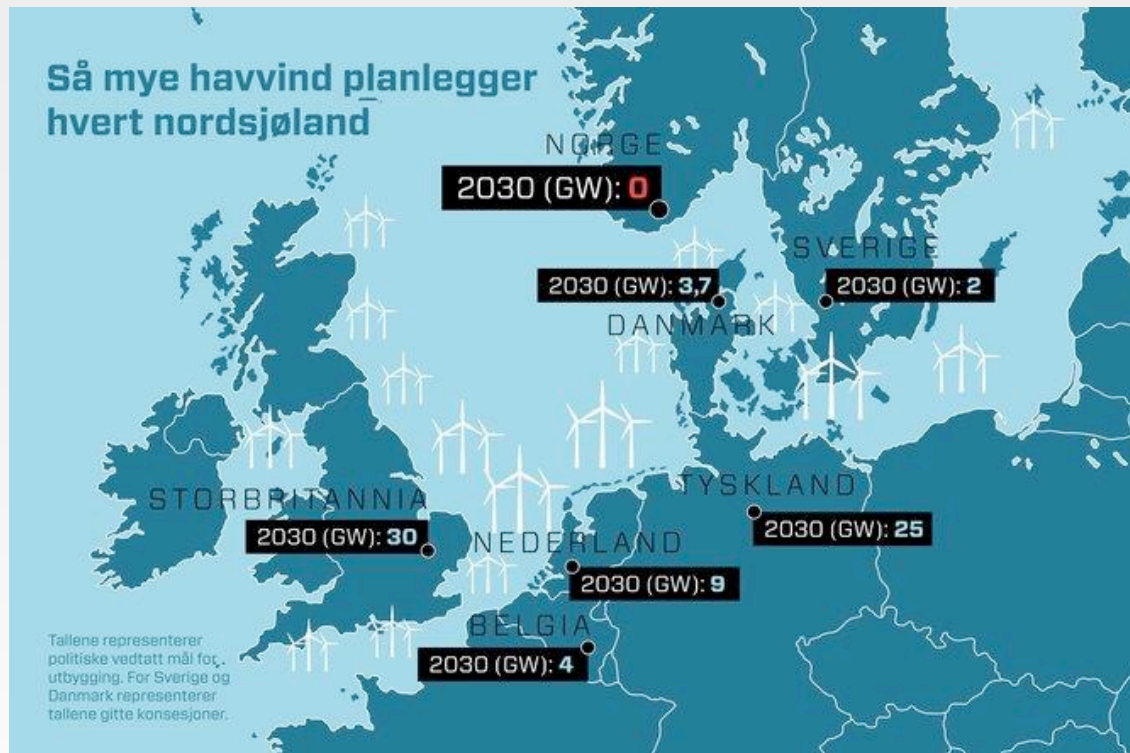 Så mye havvind planlegger
hvert nordsjøland
NORGE
2030 (GW): 0
SVERIGE
2030 (GW): 3,7
2030 (GW): 2
DANMARK
TYSKLAND
STORBRITANNIA
2030 (GW): 25
2030 (GW): 30
NEDERLAND
2030 (GW): 9
BELGIA
2030 (GW): 4
Tallene representerer
politiske vedtatt mål for
utbygging. For Sverige og
Danmark representerer
tallene gitte konsesjoner.